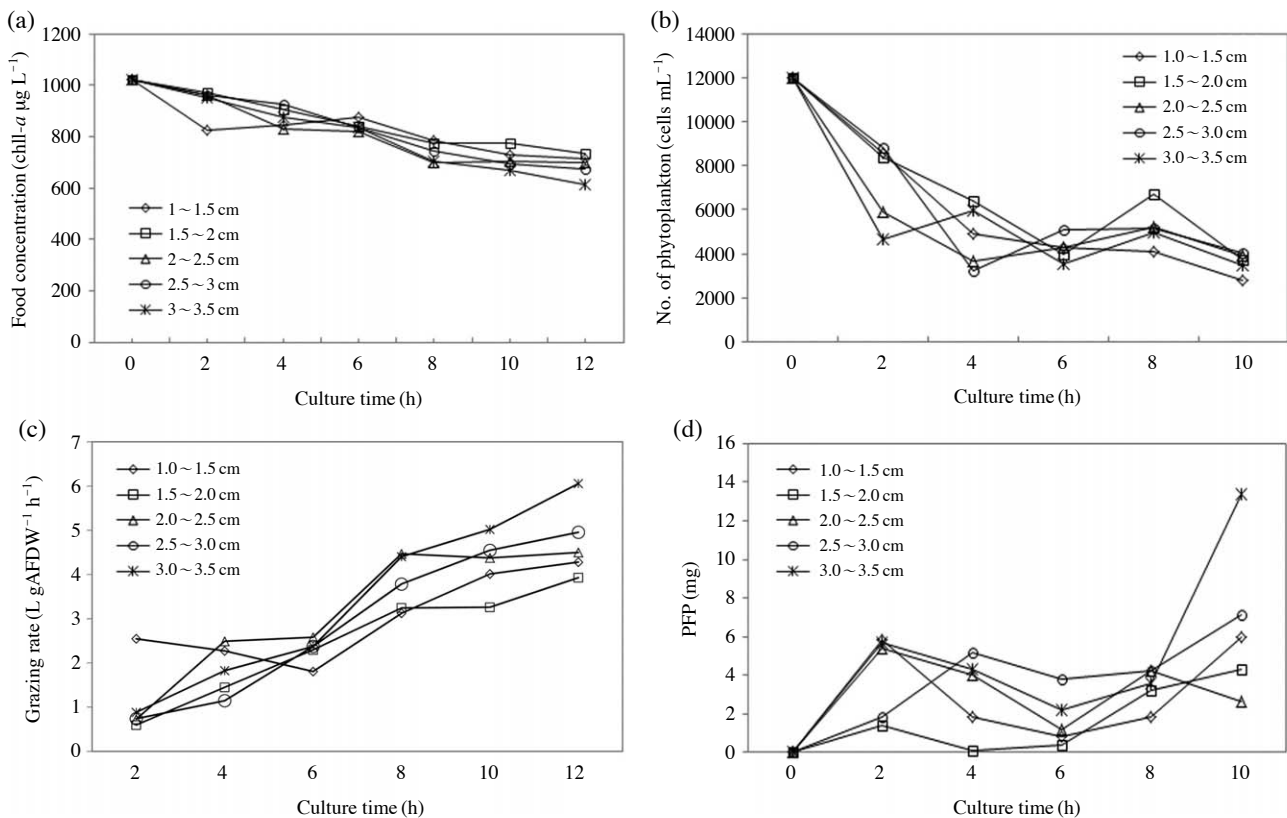 (a)
1200
1000
800
600
400
200
0
Food concentration (chll-a µg L⁻¹)
1～1.5 cm
1.5～2 cm
2～2.5 cm
2.5～3 cm
3～3.5 cm
0 2 4 6 8 10 12
Culture time (h)
(b)
14000
12000
10000
8000
6000
4000
2000
0
No. of phytoplankton (cells mL⁻¹)
1.0～1.5 cm
1.5～2.0 cm
2.0～2.5 cm
2.5～3.0 cm
3.0～3.5 cm
0 2 4 6 8 10
Culture time (h)
(c)
7
6
5
4
3
2
1
0
Grazing rate (L gAFDW⁻¹ h⁻¹)
1.0～1.5 cm
1.5～2.0 cm
2.0～2.5 cm
2.5～3.0 cm
3.0～3.5 cm
2 4 6 8 10 12
Culture time (h)
(d)
16
14
12
10
8
6
4
2
0
PFP (mg)
1.0～1.5 cm
1.5～2.0 cm
2.0～2.5 cm
2.5～3.0 cm
3.0～3.5 cm
0 2 4 6 8 10
Culture time (h)